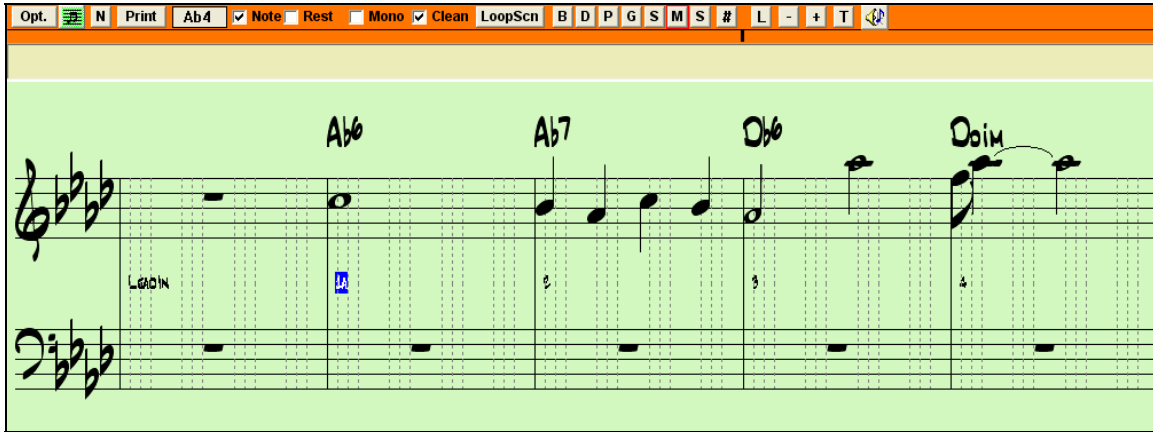 Opt. N Print Ab4 Note Rest Mono Clean LoopScn B D P G S M S # L - + T
Ab6 Ab7 Db6 Ddim
Leadin 1A 2 3 4